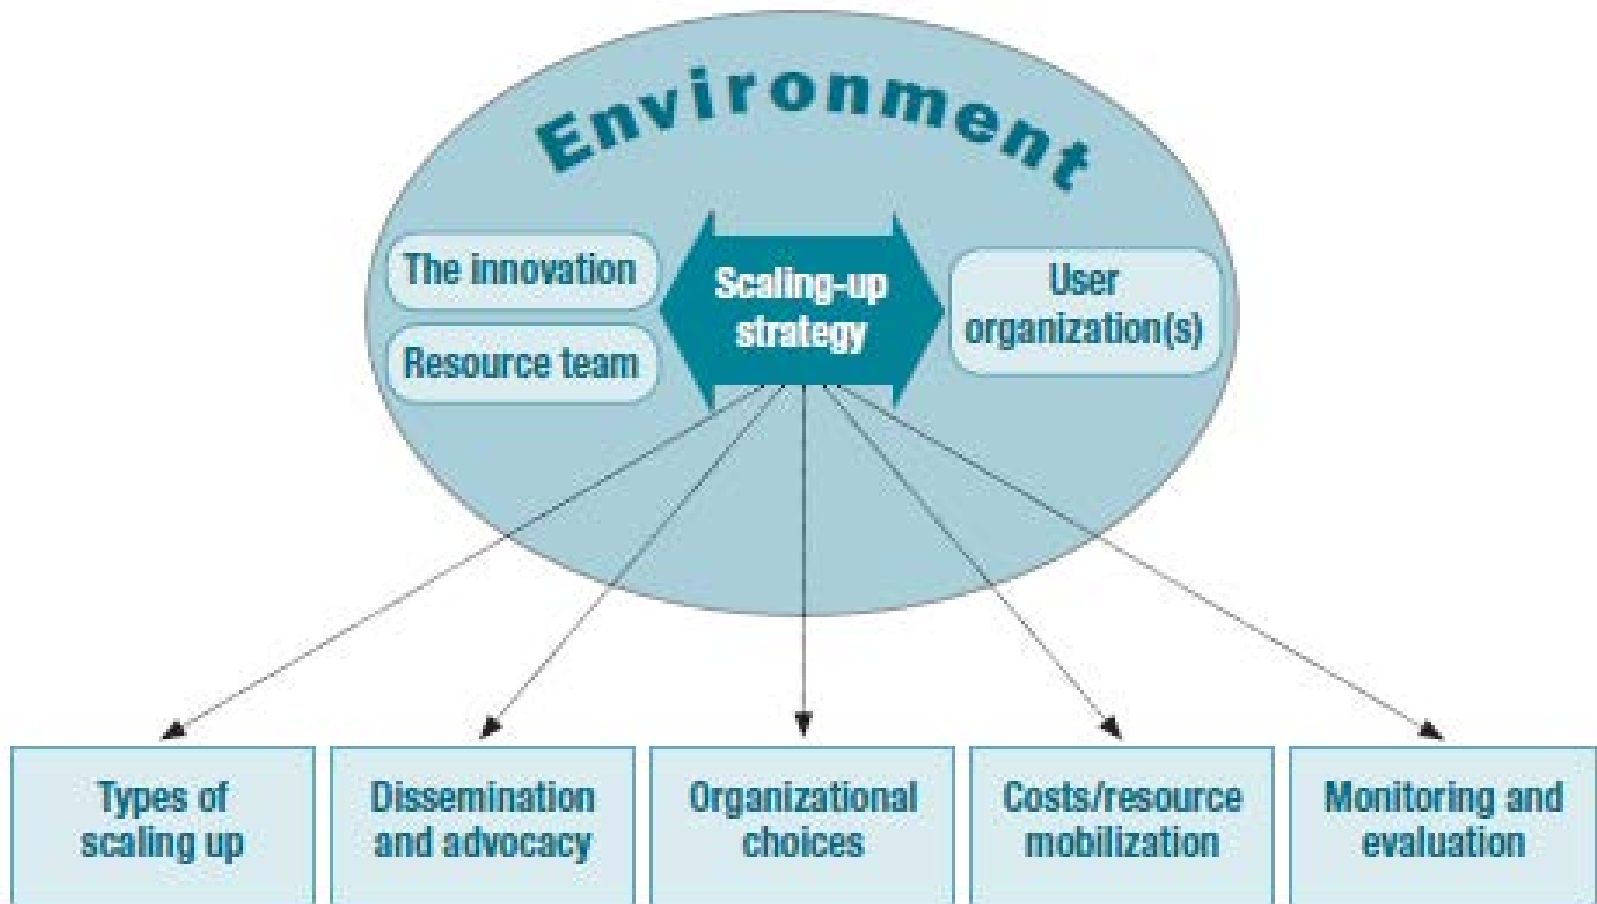 Environment
The innovation
Resource team
Scaling-up
strategy
User
organization(s)
Types of
scaling up
Dissemination
and advocacy
Organizational
choices
Costs/resource
mobilization
Monitoring and
evaluation